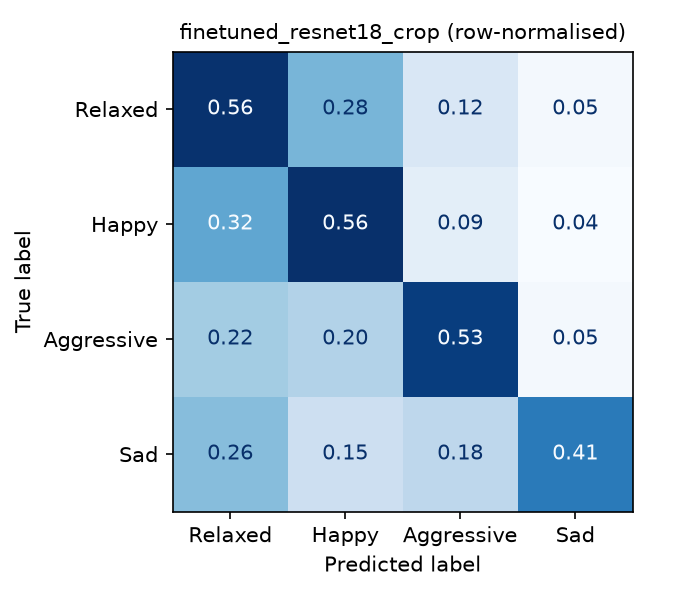 finetuned_resnet18_crop (row-normalised)
True label
Relaxed 0.56 0.28 0.12 0.05
Happy 0.32 0.56 0.09 0.04
Aggressive 0.22 0.20 0.53 0.05
Sad 0.26 0.15 0.18 0.41
Relaxed Happy Aggressive Sad
Predicted label